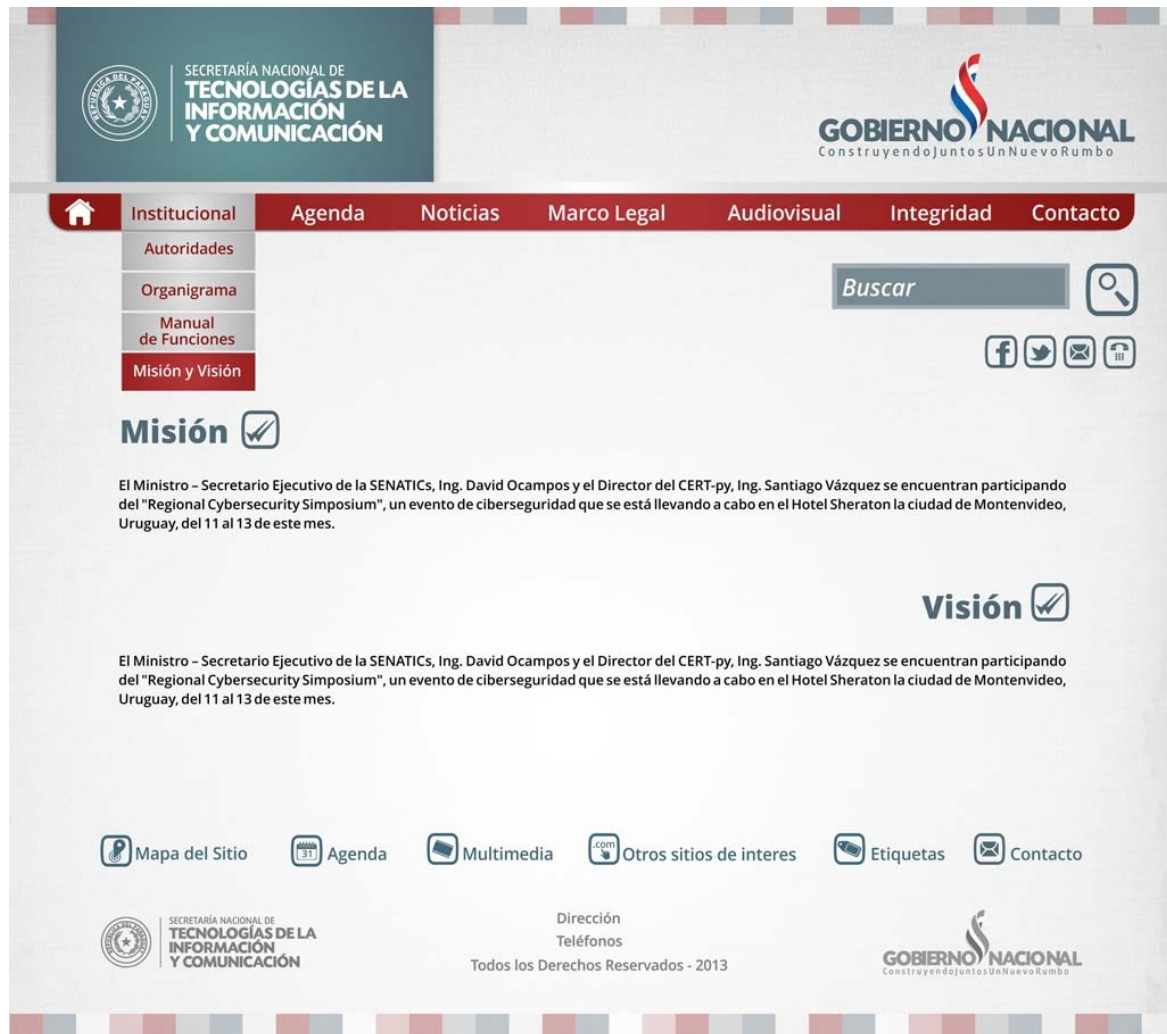 REPUBLICA DEL PARAGUAY
SECRETARÍA NACIONAL DE
TECNOLOGÍAS DE LA
INFORMACIÓN
Y COMUNICACIÓN
GOBIERNO NACIONAL
ConstruyendoJuntosUnNuevoRumbo
Institucional Agenda Noticias Marco Legal Audiovisual Integridad Contacto
Autoridades
Organigrama
Manual
de Funciones
Misión y Visión
Buscar
Misión
El Ministro – Secretario Ejecutivo de la SENATICs, Ing. David Ocampos y el Director del CERT-py, Ing. Santiago Vázquez se encuentran participando
del "Regional Cybersecurity Simposium", un evento de ciberseguridad que se está llevando a cabo en el Hotel Sheraton la ciudad de Montenvideo,
Uruguay, del 11 al 13 de este mes.
Visión
El Ministro – Secretario Ejecutivo de la SENATICs, Ing. David Ocampos y el Director del CERT-py, Ing. Santiago Vázquez se encuentran participando
del "Regional Cybersecurity Simposium", un evento de ciberseguridad que se está llevando a cabo en el Hotel Sheraton la ciudad de Montenvideo,
Uruguay, del 11 al 13 de este mes.
Mapa del Sitio 31 Agenda Multimedia .com Otros sitios de interes Etiquetas Contacto
SECRETARÍA NACIONAL DE
TECNOLOGÍAS DE LA
INFORMACIÓN
Y COMUNICACIÓN
Dirección
Teléfonos
Todos los Derechos Reservados - 2013
GOBIERNO NACIONAL
ConstruyendoJuntosUnNuevoRumbo